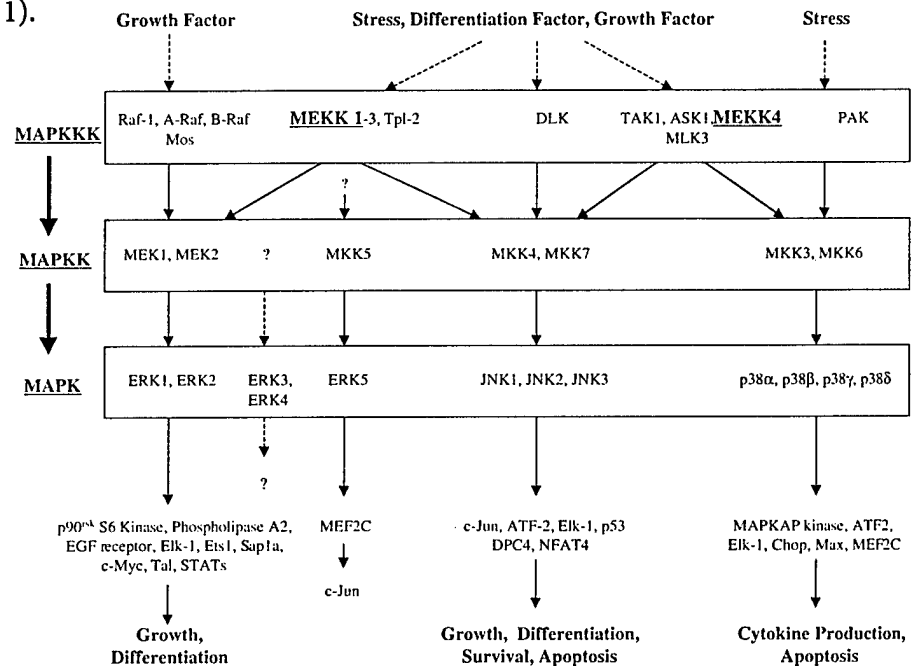 1).
Growth Factor
Stress, Differentiation Factor, Growth Factor
Stress
MAPKKK
Raf-1, A-Raf, B-Raf
Mos
MEKK 1-3, Tpl-2
DLK
TAK1, ASK1, MEKK4
MLK3
PAK
?
MAPKK
MEK1, MEK2
?
MKK5
MKK4, MKK7
MKK3, MKK6
MAPK
ERK1, ERK2
ERK3,
ERK4
ERK5
JNK1, JNK2, JNK3
p38α, p38β, p38γ, p38δ
?
p90rsk S6 Kinase, Phospholipase A2,
EGF receptor, Elk-1, Ets1, Sap1a,
c-Myc, Tal, STATs
MEF2C
c-Jun
c-Jun, ATF-2, Elk-1, p53
DPC4, NFAT4
MAPKAP kinase, ATF2,
Elk-1, Chop, Max, MEF2C
Growth,
Differentiation
Growth, Differentiation,
Survival, Apoptosis
Cytokine Production,
Apoptosis